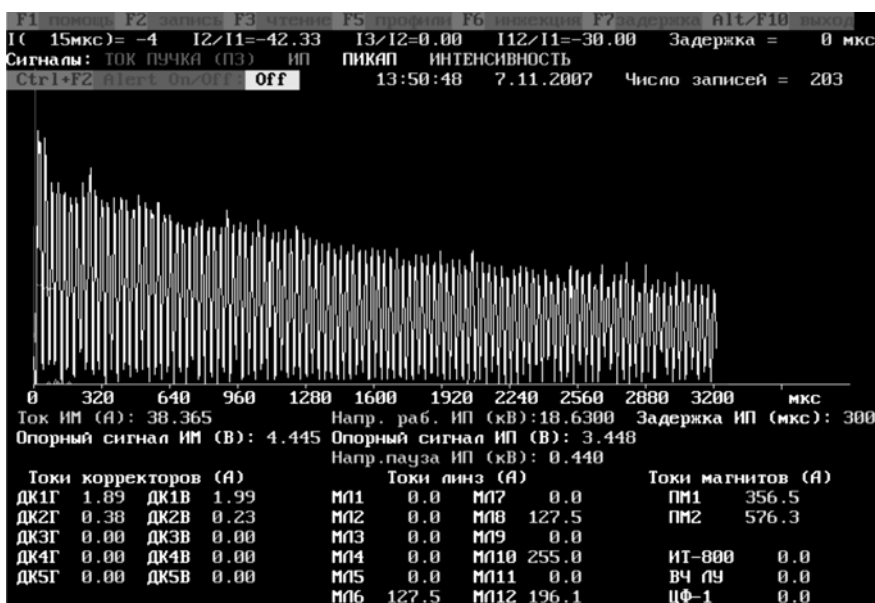 F1 помощь F2 запись F3 чтение F5 профили F6 инжекция F7задержка Alt/F10 выход
I( 15мкс)= -4 I2/I1=-42.33 I3/I2=0.00 I12/I1=-30.00 Задержка = 0 мкс
Сигналы: ТОК ПУЧКА (П3) ИП ПИКАП ИНТЕНСИВНОСТЬ
Ctrl+F2 Alert On/Off: Off 13:50:48 7.11.2007 Число записей = 203
0 320 640 960 1280 1600 1920 2240 2560 2880 3200 мкс
Ток ИМ (А): 38.365 Напр. раб. ИП (кВ):18.6300 Задержка ИП (мкс): 300
Опорный сигнал ИМ (В): 4.445 Опорный сигнал ИП (В): 3.448
Напр.пауза ИП (кВ): 0.440
Токи корректоров (А) Токи линз (А) Токи магнитов (А)
ДК1Г 1.89 ДК1В 1.99 МЛ1 0.0 МЛ7 0.0 ПМ1 356.5
ДК2Г 0.38 ДК2В 0.23 МЛ2 0.0 МЛ8 127.5 ПМ2 576.3
ДК3Г 0.00 ДК3В 0.00 МЛ3 0.0 МЛ9 0.0
ДК4Г 0.00 ДК4В 0.00 МЛ4 0.0 МЛ10 255.0 ИТ-800 0.0
ДК5Г 0.00 ДК5В 0.00 МЛ5 0.0 МЛ11 0.0 ВЧ ЛУ 0.0
МЛ6 127.5 МЛ12 196.1 ЦФ-1 0.0